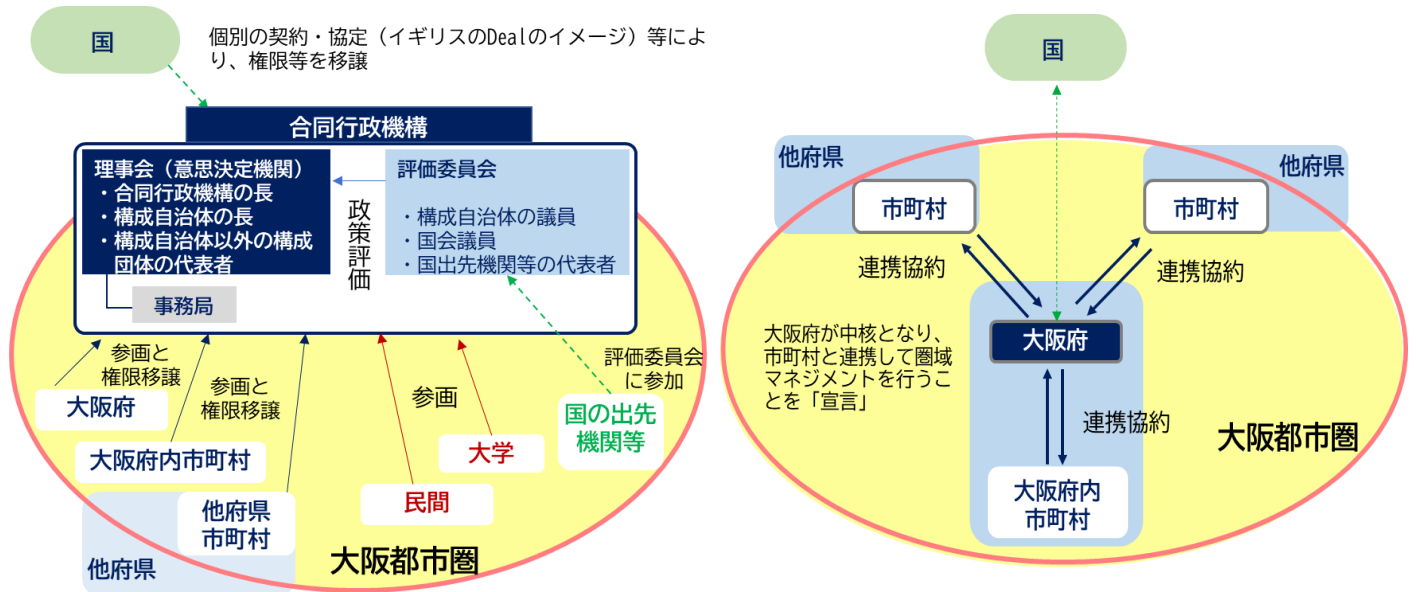 国
個別の契約・協定（イギリスのDealのイメージ）等によ
り、権限等を移譲
合同行政機構
理事会（意思決定機関）
・合同行政機構の長
・構成自治体の長
・構成自治体以外の構成
団体の代表者
事務局
政策評価
評価委員会
・構成自治体の議員
・国会議員
・国出先機関等の代表者
参画と
権限移譲
大阪府
参画と
権限移譲
大阪府内市町村
他府県
市町村
他府県
参画
民間
大学
評価委員会
に参加
国の出先
機関等
大阪都市圏
国
他府県
市町村
他府県
市町村
連携協約
連携協約
大阪府が中核となり、
市町村と連携して圏域
マネジメントを行うこ
とを「宣言」
大阪府
連携協約
大阪府内
市町村
大阪都市圏